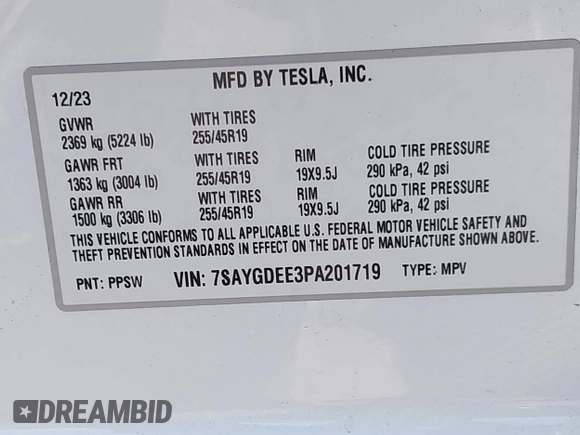 MFD BY TESLA, INC.
12/23
GVWR WITH TIRES
2369 kg (5224 lb) 255/45R19
GAWR FRT WITH TIRES RIM COLD TIRE PRESSURE
1363 kg (3004 lb) 255/45R19 19X9.5J 290 kPa, 42 psi
GAWR RR WITH TIRES RIM COLD TIRE PRESSURE
1500 kg (3306 lb) 255/45R19 19X9.5J 290 kPa, 42 psi
THIS VEHICLE CONFORMS TO ALL APPLICABLE U.S. FEDERAL MOTOR VEHICLE SAFETY AND
THEFT PREVENTION STANDARDS IN EFFECT ON THE DATE OF MANUFACTURE SHOWN ABOVE.
PNT: PPSW VIN: 7SAYGDEE3PA201719 TYPE: MPV
DREAMBID